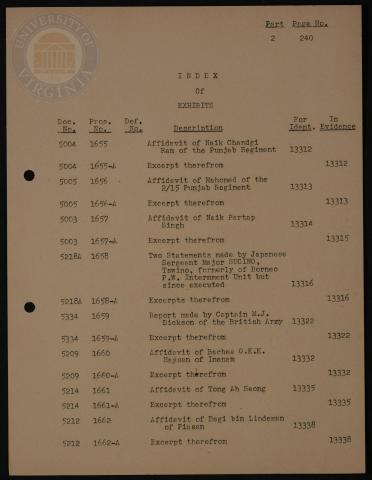 UNIVERSITY OF VIRGINIA
Part Page No.
2 240
INDEX
Of
EXHIBITS
Doc. Pros. Def. For In
No. No. No. Description Ident. Evidence
5004 1655 Affidavit of Naik Chandgi
Ram of the Punjab Regiment 13312
5004 1655-A Excerpt therefrom 13312
5005 1656 Affidavit of Mahomed of the
2/15 Punjab Regiment 13313
5005 1656-A Excerpt therefrom 13313
5003 1657 Affidavit of Naik Partap
Singh 13314
5003 1657-A Excerpt therefrom 13315
5218A 1658 Two Statements made by Japanese
Sergeant Major SUGINO,
Tswino, formerly of Borneo
P.W. Internment Unit but
since executed 13316
5218A 1658-A Excerpts therefrom 13316
5334 1659 Report made by Captain M.J.
Dickson of the British Army 13322
5334 1659-A Excerpt therefrom 13322
5209 1660 Affidavit of O.K.K.
Hassan of Inanam 13332
5209 1660-A Excerpt therefrom 13332
5214 1661 Affidavit of Tong Ah Seong 13335
5214 1661-A Excerpt therefrom 13335
5212 1662 Affidavit of Bagi bin Lindeman
of 13338
5212 1662-A Excerpt therefrom 13338